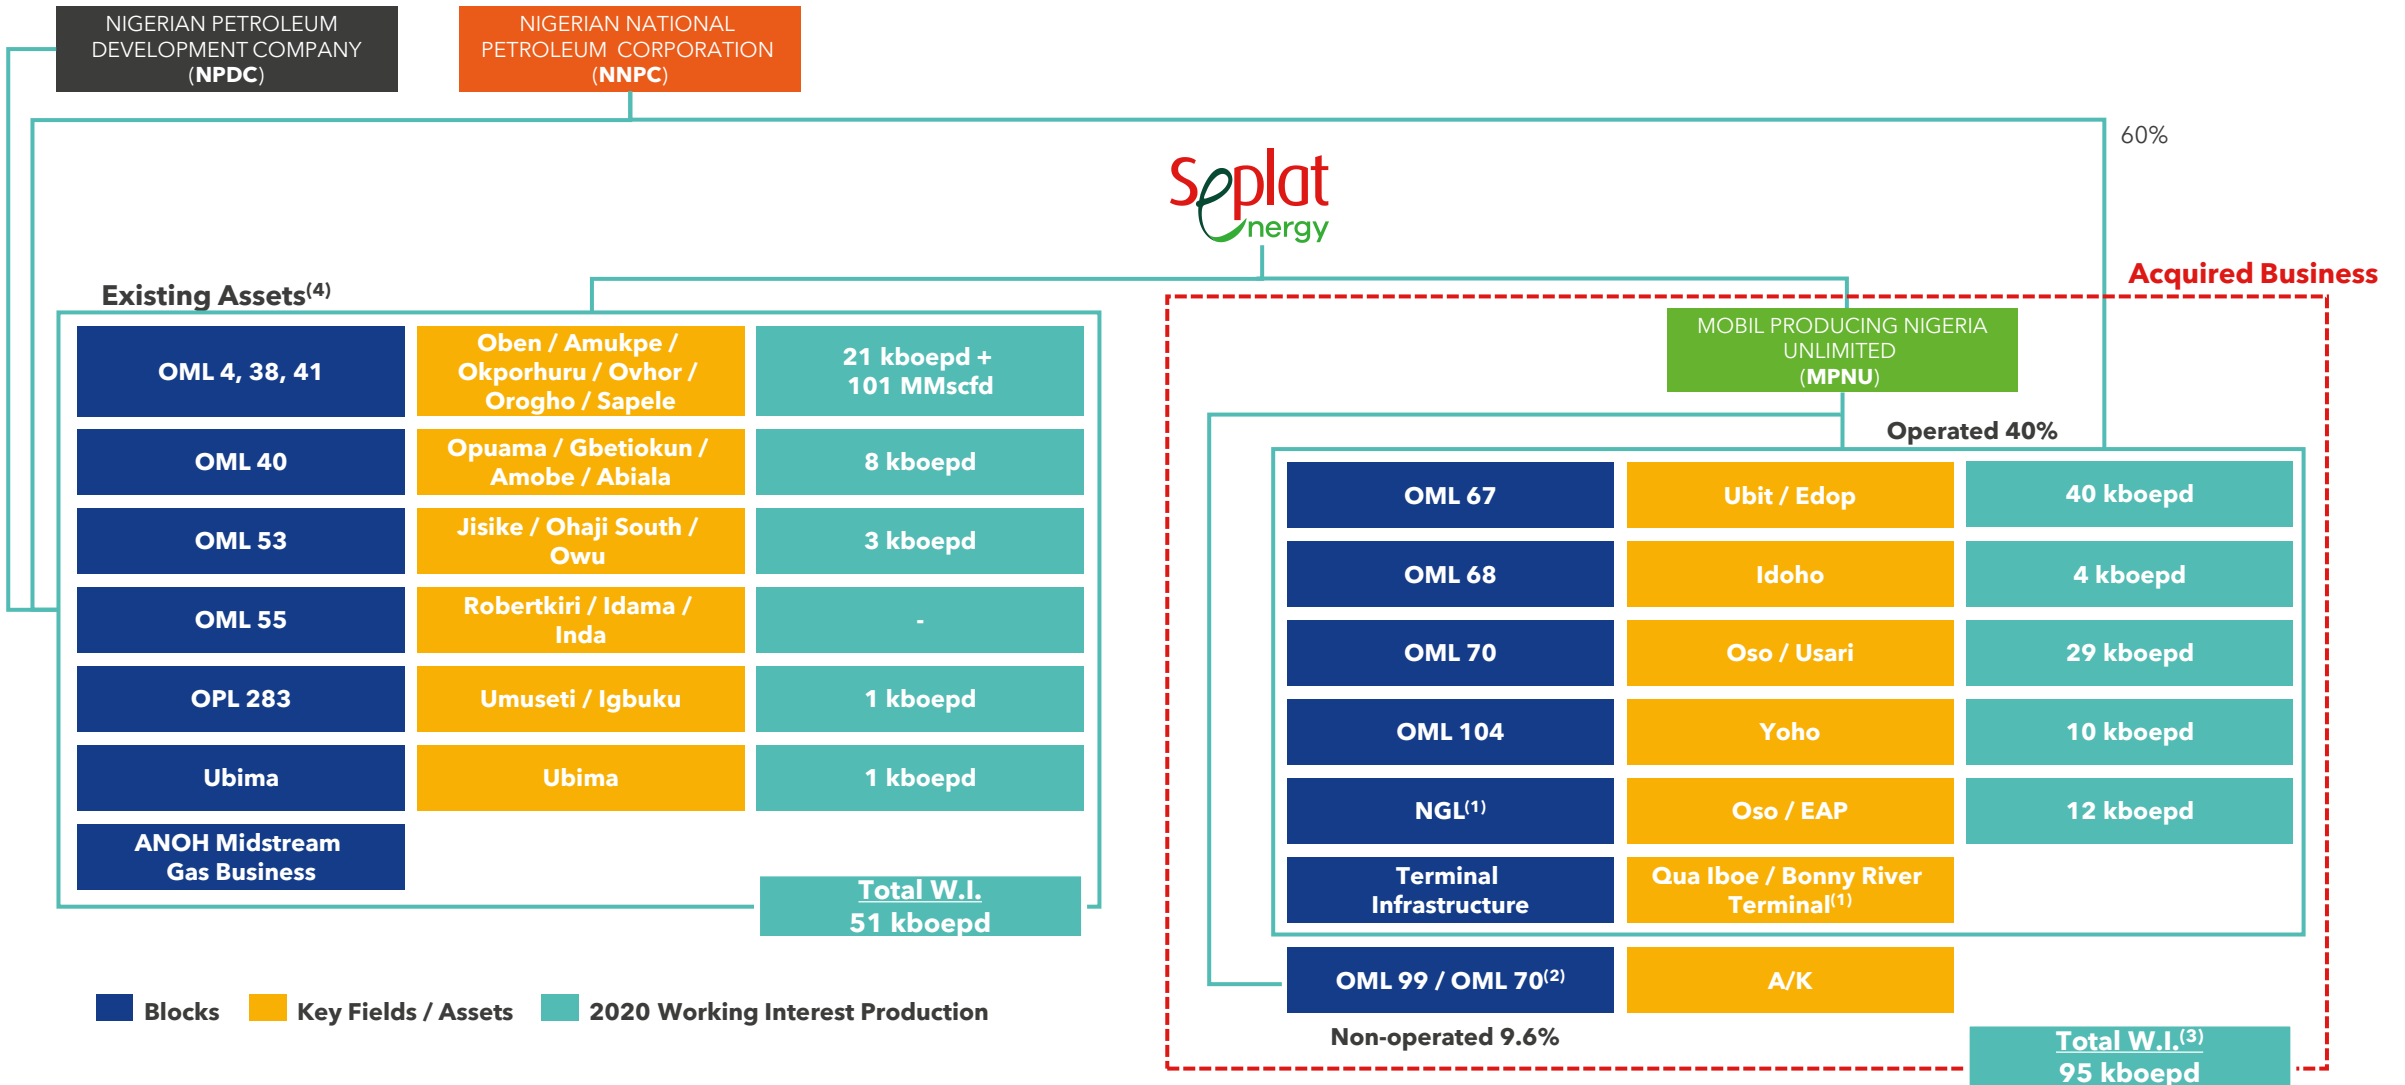 NIGERIAN PETROLEUM
DEVELOPMENT COMPANY
(NPDC)
NIGERIAN NATIONAL
PETROLEUM CORPORATION
(NNPC)
60%
Seplat
energy
Acquired Business
Existing Assets(4)
OML 4, 38, 41
Oben / Amukpe /
Okporhuru / Ovhor /
Orogho / Sapele
21 kboepd +
101 MMscfd
OML 40
Opuama / Gbetiokun /
Amobe / Abiala
8 kboepd
OML 53
Jisike / Ohaji South /
Owu
3 kboepd
OML 55
Robertkiri / Idama /
Inda
-
OPL 283
Umuseti / Igbuku
1 kboepd
Ubima
Ubima
1 kboepd
ANOH Midstream
Gas Business
Total W.I.
51 kboepd
MOBIL PRODUCING NIGERIA
UNLIMITED
(MPNU)
Operated 40%
OML 67
Ubit / Edop
40 kboepd
OML 68
Idoho
4 kboepd
OML 70
Oso / Usari
29 kboepd
OML 104
Yoho
10 kboepd
NGL(1)
Oso / EAP
12 kboepd
Terminal
Infrastructure
Qua Iboe / Bonny River
Terminal(1)
OML 99 / OML 70(2)
A/K
Non-operated 9.6%
Total W.I.(3)
95 kboepd
Blocks
Key Fields / Assets
2020 Working Interest Production